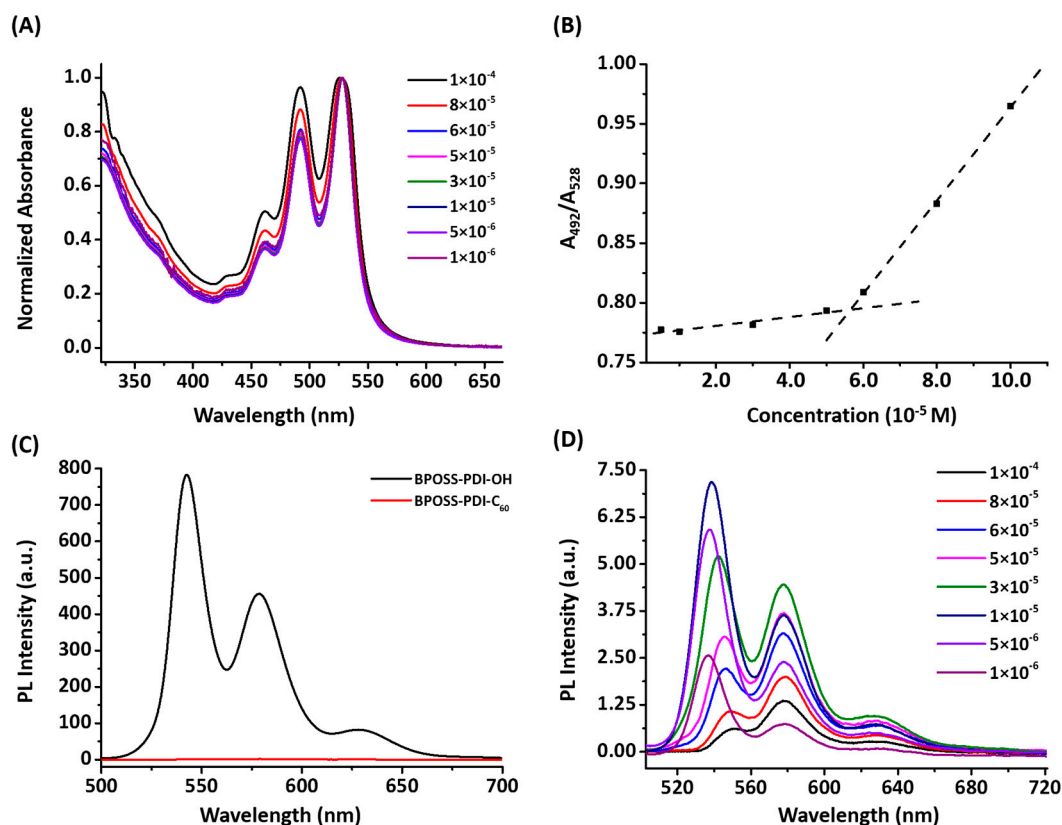 (A)
Normalized Absorbance
1.0
0.8
0.6
0.4
0.2
0.0
350 400 450 500 550 600 650
Wavelength (nm)
1×10⁻⁴
8×10⁻⁵
6×10⁻⁵
5×10⁻⁵
3×10⁻⁵
1×10⁻⁵
5×10⁻⁶
1×10⁻⁶
(B)
A₄₉₂/A₅₂₈
1.00
0.95
0.90
0.85
0.80
0.75
2.0 4.0 6.0 8.0 10.0
Concentration (10⁻⁵ M)
(C)
PL Intensity (a.u.)
800
700
600
500
400
300
200
100
0
500 550 600 650 700
Wavelength (nm)
BPOSS-PDI-OH
BPOSS-PDI-C₆₀
(D)
PL Intensity (a.u.)
7.50
6.25
5.00
3.75
2.50
1.25
0.00
520 560 600 640 680 720
Wavelength (nm)
1×10⁻⁴
8×10⁻⁵
6×10⁻⁵
5×10⁻⁵
3×10⁻⁵
1×10⁻⁵
5×10⁻⁶
1×10⁻⁶